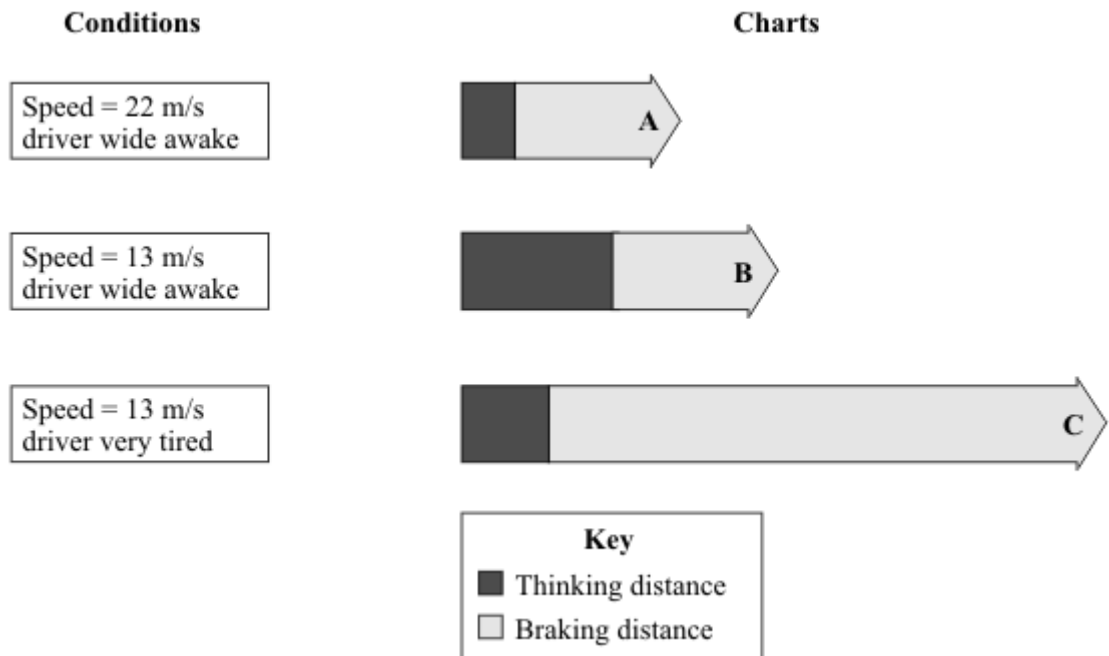 Conditions
Charts
Speed = 22 m/s
driver wide awake
A
Speed = 13 m/s
driver wide awake
B
Speed = 13 m/s
driver very tired
C
Key
Thinking distance
Braking distance